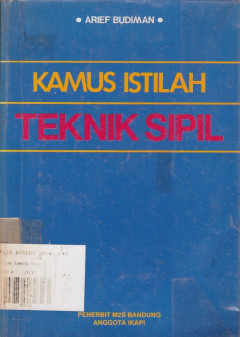 • ARIEF BUDIMAN •
KAMUS ISTILAH
TEKNIK SIPIL
PENERBIT M2S BANDUNG
ANGGOTA IKAPI